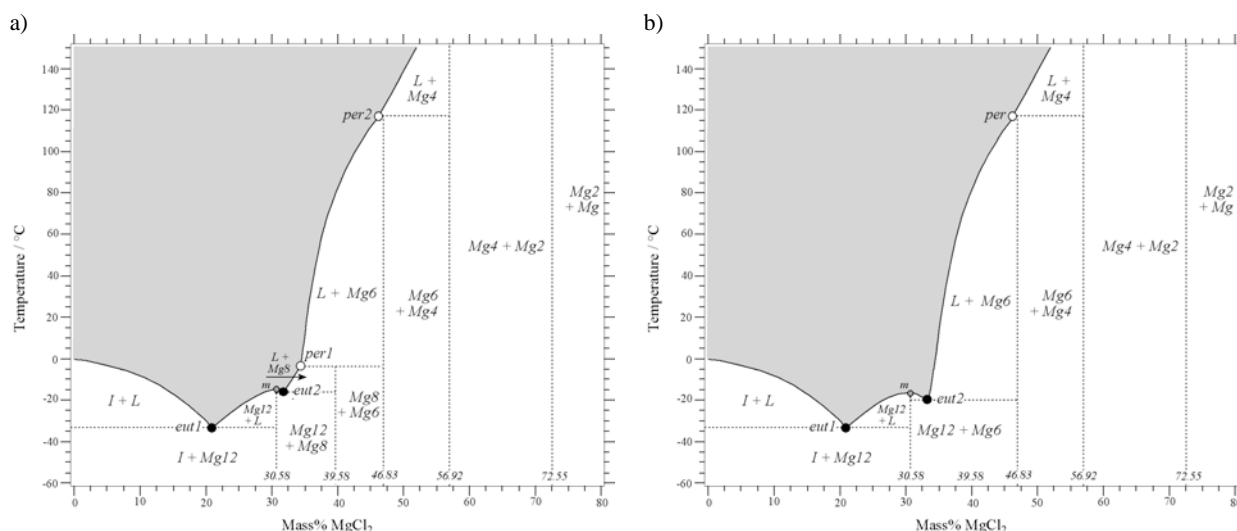 a)
Temperature / °C
140
120
100
80
60
40
20
0
-20
-40
-60
0
10
20
30
40
50
60
70
80
Mass% MgCl2
L +
Mg4
per2
Mg2
+ Mg
Mg4 + Mg2
L + Mg6
Mg6
+ Mg4
L +
Mg8
per1
m
eut2
I + L
Mg12
+ L
Mg8
+ Mg6
eut1
Mg12
+ Mg8
I + Mg12
30.58
39.58
46.83
56.92
72.55
b)
Temperature / °C
140
120
100
80
60
40
20
0
-20
-40
-60
0
10
20
30
40
50
60
70
80
Mass% MgCl2
L +
Mg4
per
Mg2
+ Mg
Mg4 + Mg2
L + Mg6
Mg6
+ Mg4
m
eut2
I + L
Mg12
+ L
eut1
Mg12 + Mg6
I + Mg12
30.58
39.58
46.83
56.92
72.55